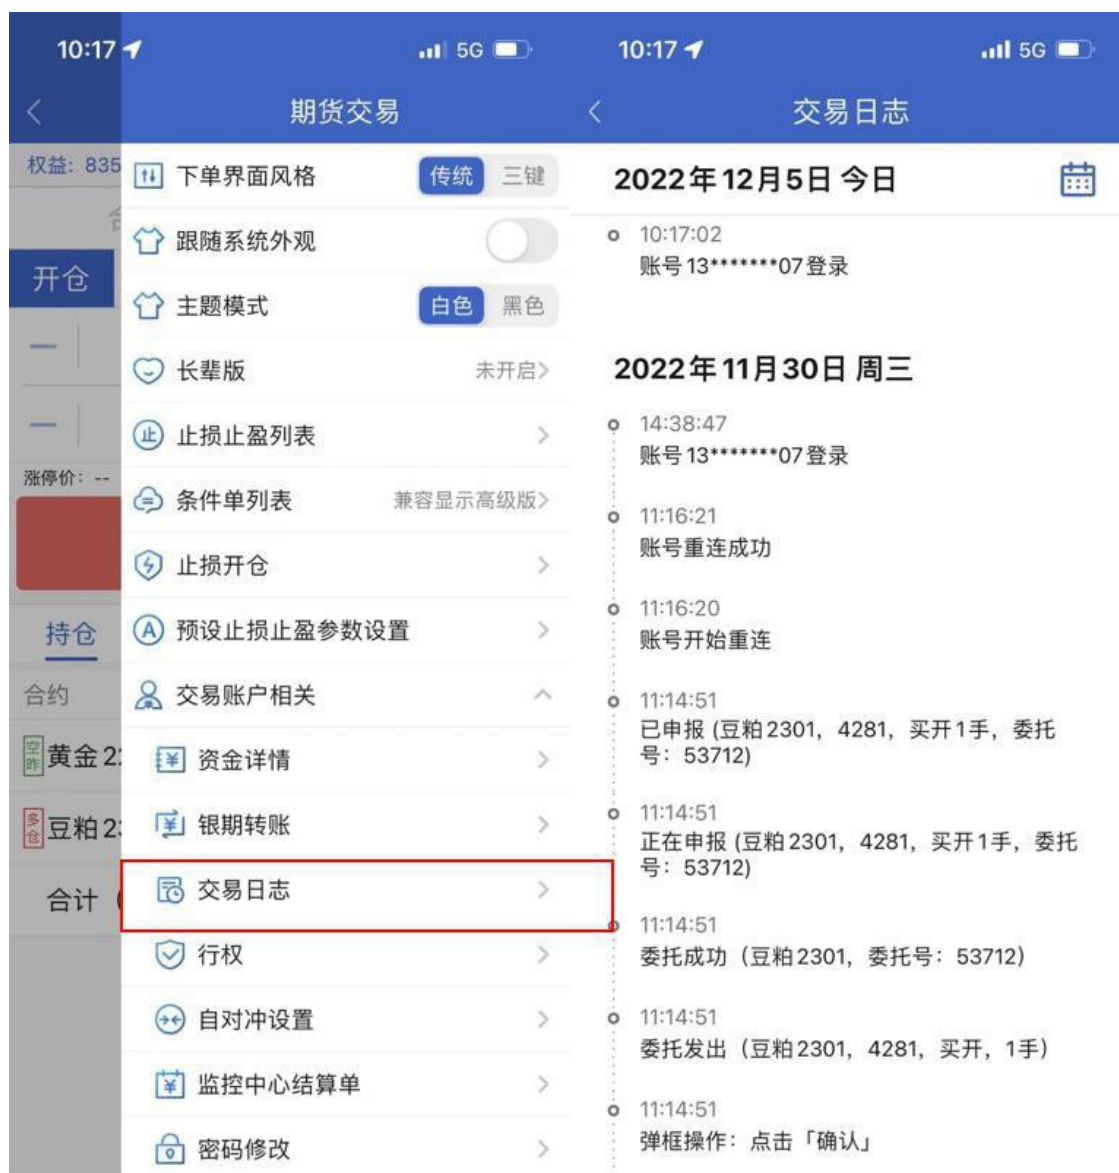 10:17
5G
期货交易
权益: 835
开仓
涨停价: --
持仓
合约
空昨
黄金2
多仓
豆粕2
合计
下单界面风格
传统
三键
跟随系统外观
主题模式
白色
黑色
长辈版
未开启
止损止盈列表
条件单列表
兼容显示高级版
止损开仓
A
预设止损止盈参数设置
交易账户相关
资金详情
银期转账
交易日志
行权
自对冲设置
监控中心结算单
密码修改
10:17
5G
交易日志
2022年12月5日 今日
10:17:02
账号13*******07登录
2022年11月30日 周三
14:38:47
账号13*******07登录
11:16:21
账号重连成功
11:16:20
账号开始重连
11:14:51
已申报 (豆粕2301，4281，买开1手，委托
号：53712)
11:14:51
正在申报 (豆粕2301，4281，买开1手，委托
号：53712)
11:14:51
委托成功（豆粕2301，委托号：53712）
11:14:51
委托发出（豆粕2301，4281，买开，1手）
11:14:51
弹框操作：点击「确认」